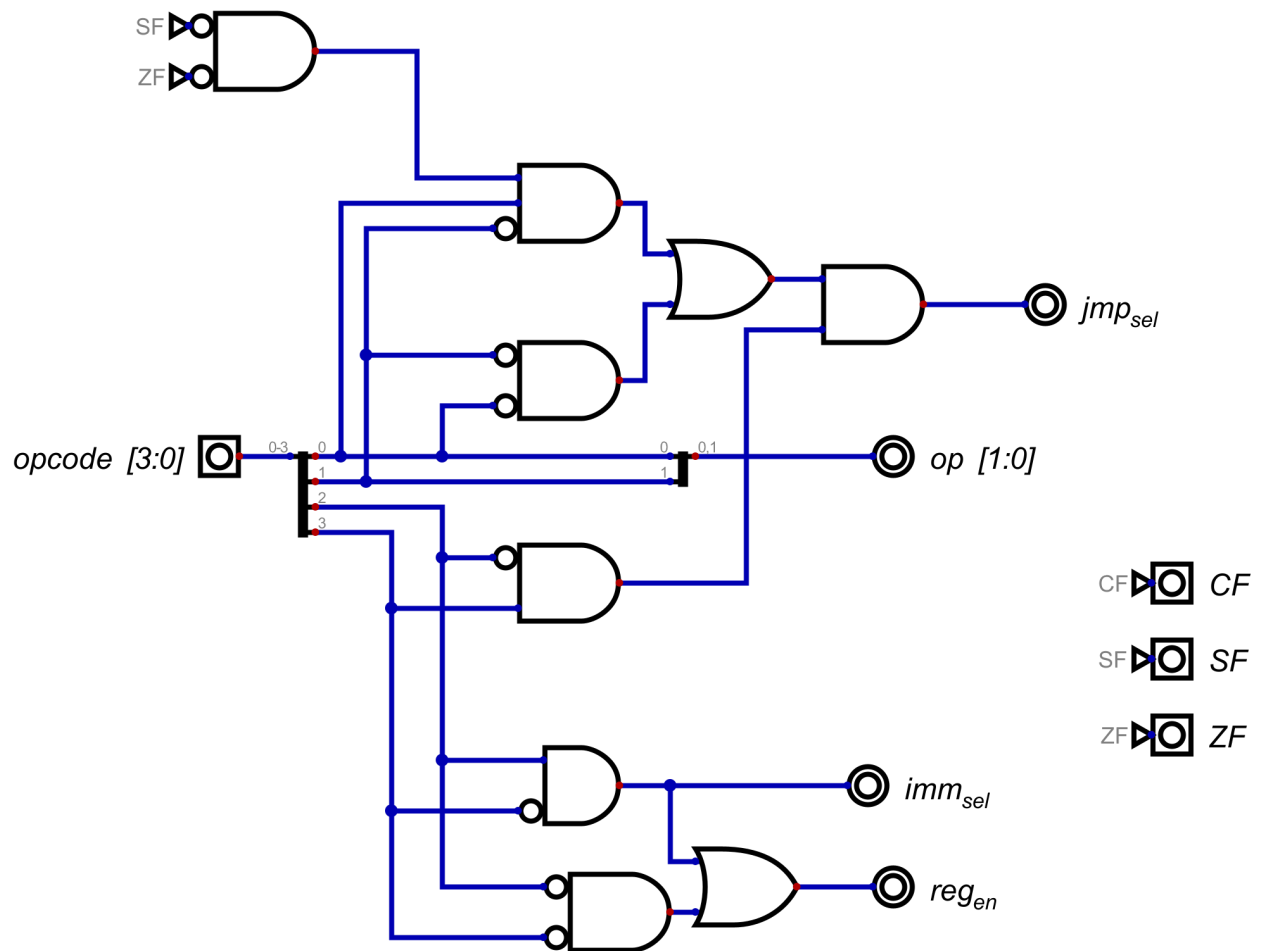 SF
ZF
jmp_sel
opcode [3:0]
0-3
0
1
2
3
0
1
0,1
op [1:0]
CF CF
SF SF
ZF ZF
imm_sel
reg_en